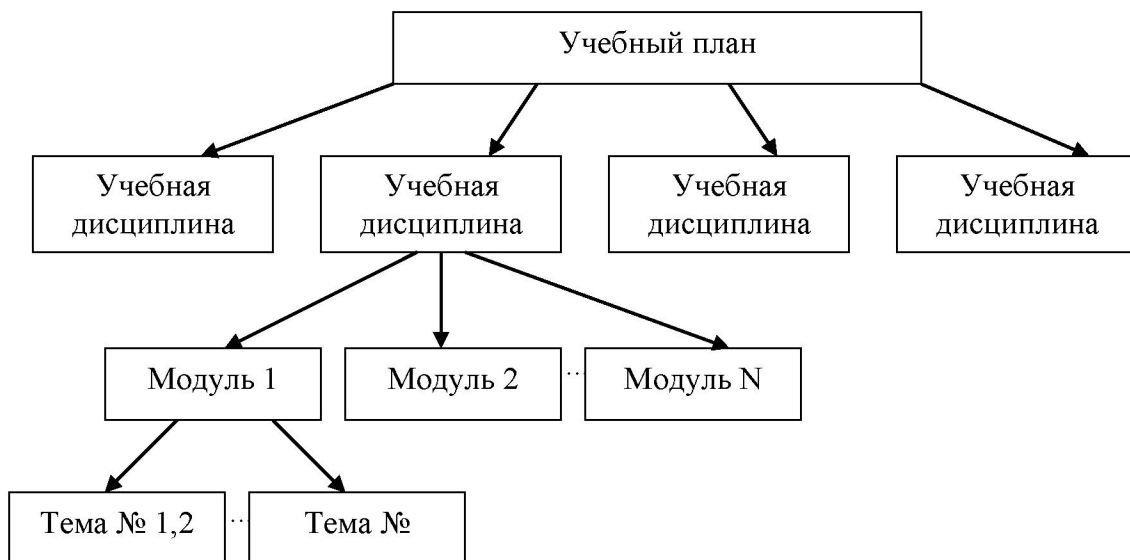 Учебный план
Учебная
дисциплина
Учебная
дисциплина
Учебная
дисциплина
Учебная
дисциплина
Модуль 1
Модуль 2
...
Модуль N
Тема № 1,2
...
Тема №